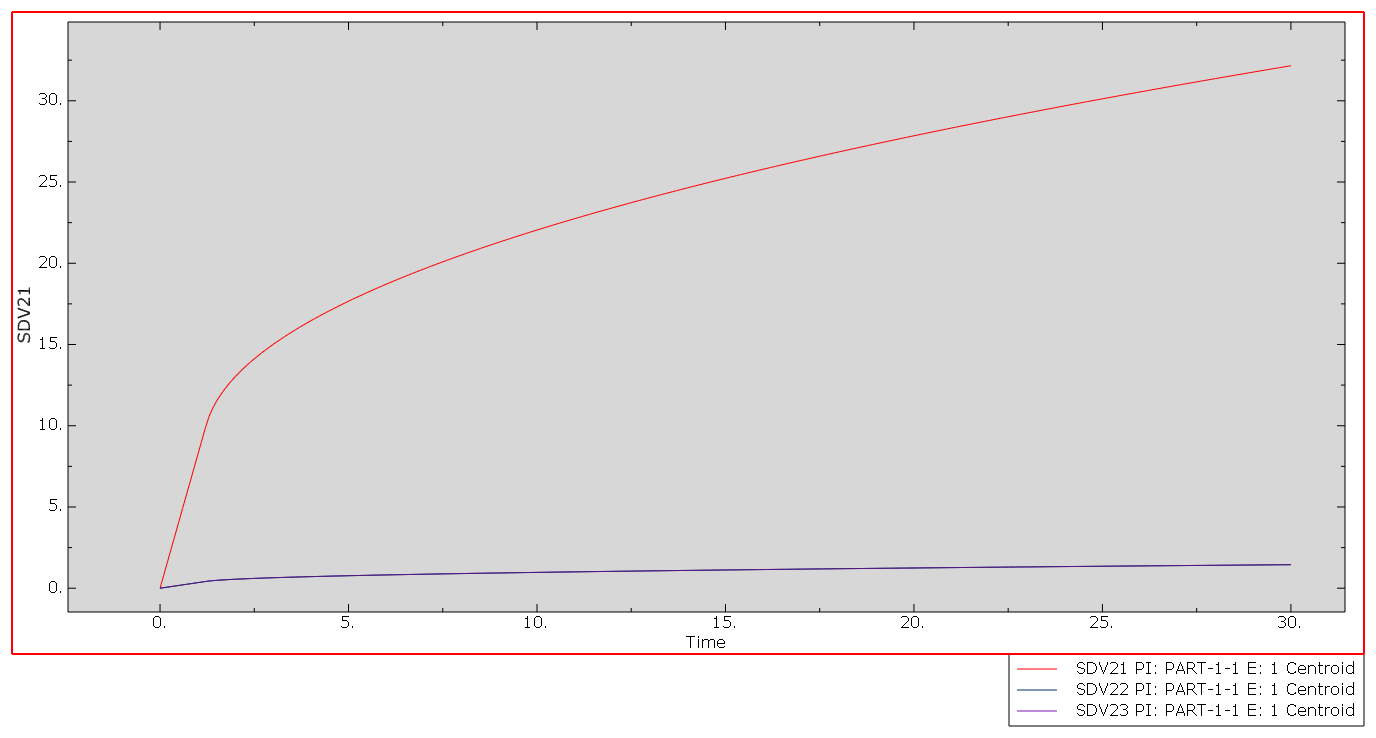 30.
25.
20.
15.
10.
5.
0.
SDV21
0. 5. 10. 15. 20. 25. 30.
Time
SDV21 PI: PART-1-1 E: 1 Centroid
SDV22 PI: PART-1-1 E: 1 Centroid
SDV23 PI: PART-1-1 E: 1 Centroid